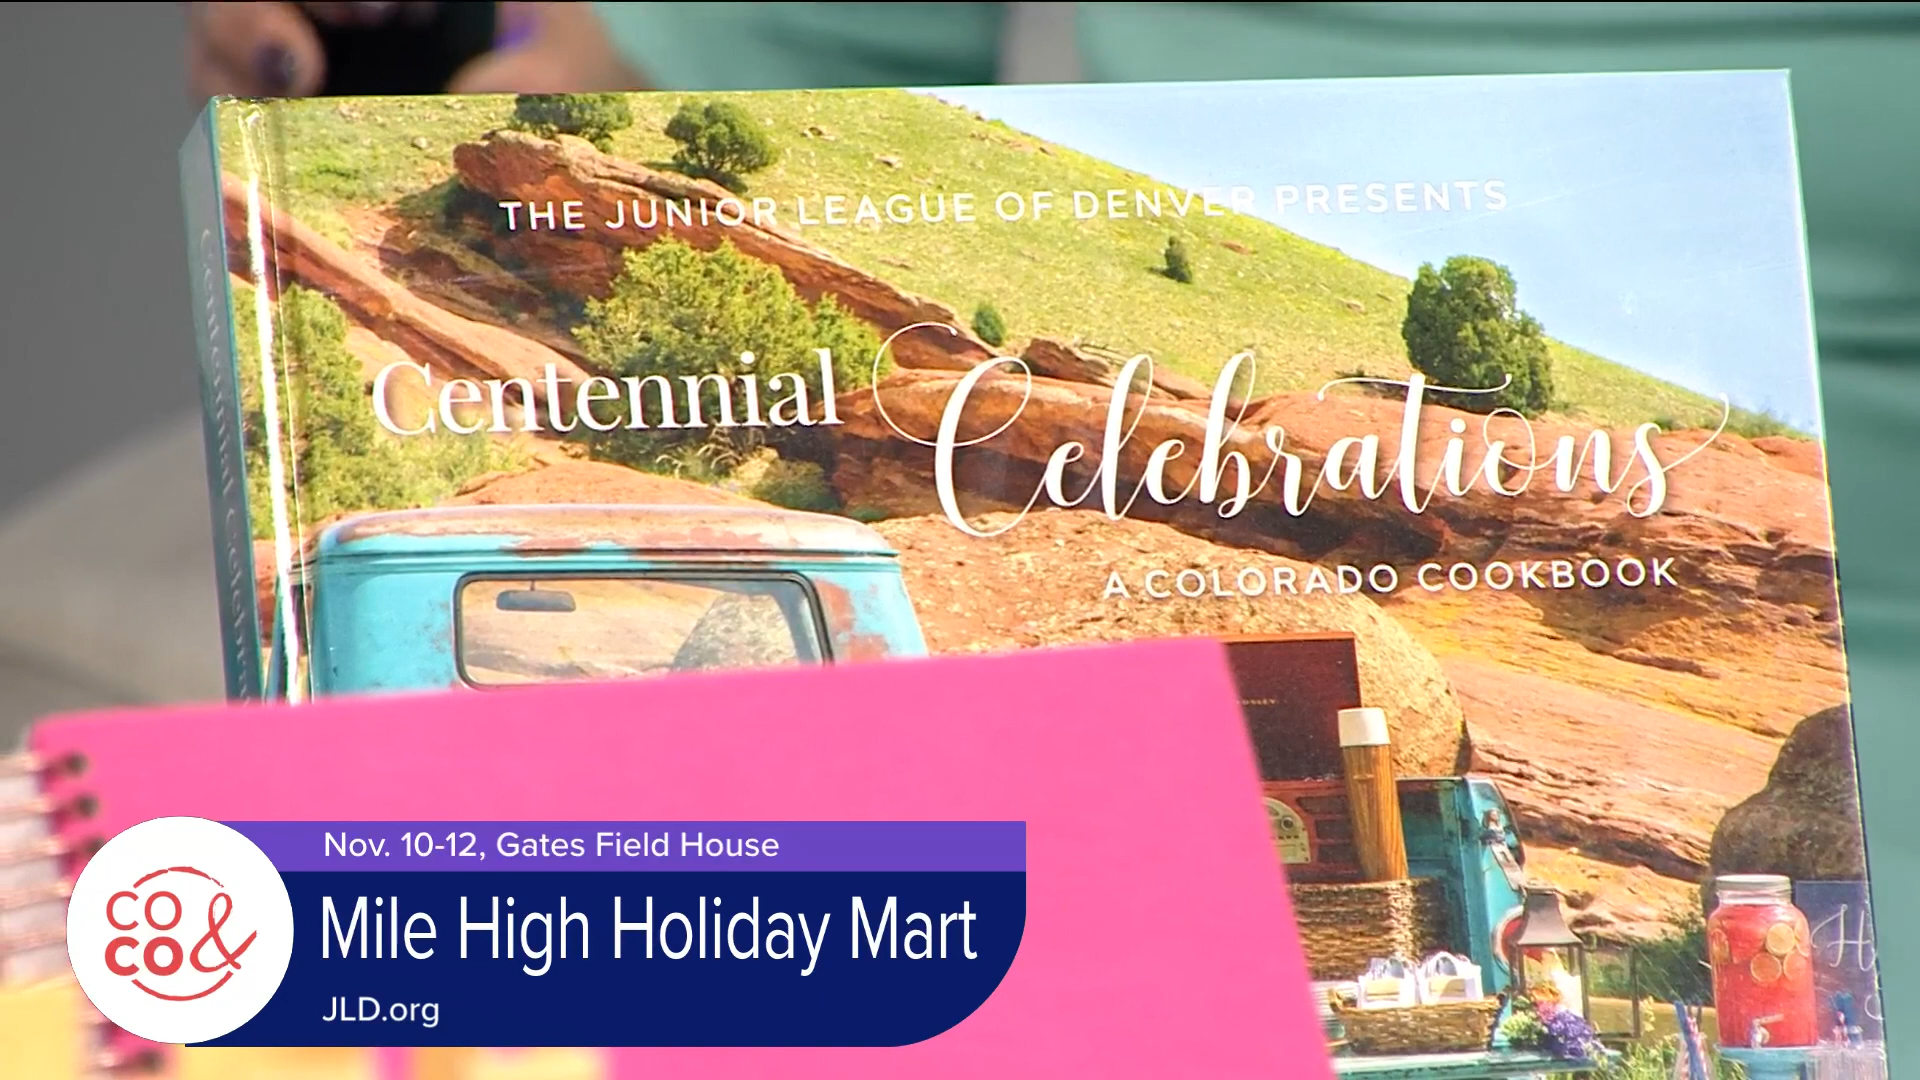 THE JUNIOR LEAGUE OF DENVER PRESENTS
Centennial Celebrations
A COLORADO COOKBOOK
Centennial
Nov. 10-12, Gates Field House
Mile High Holiday Mart
JLD.org
CO &
CO